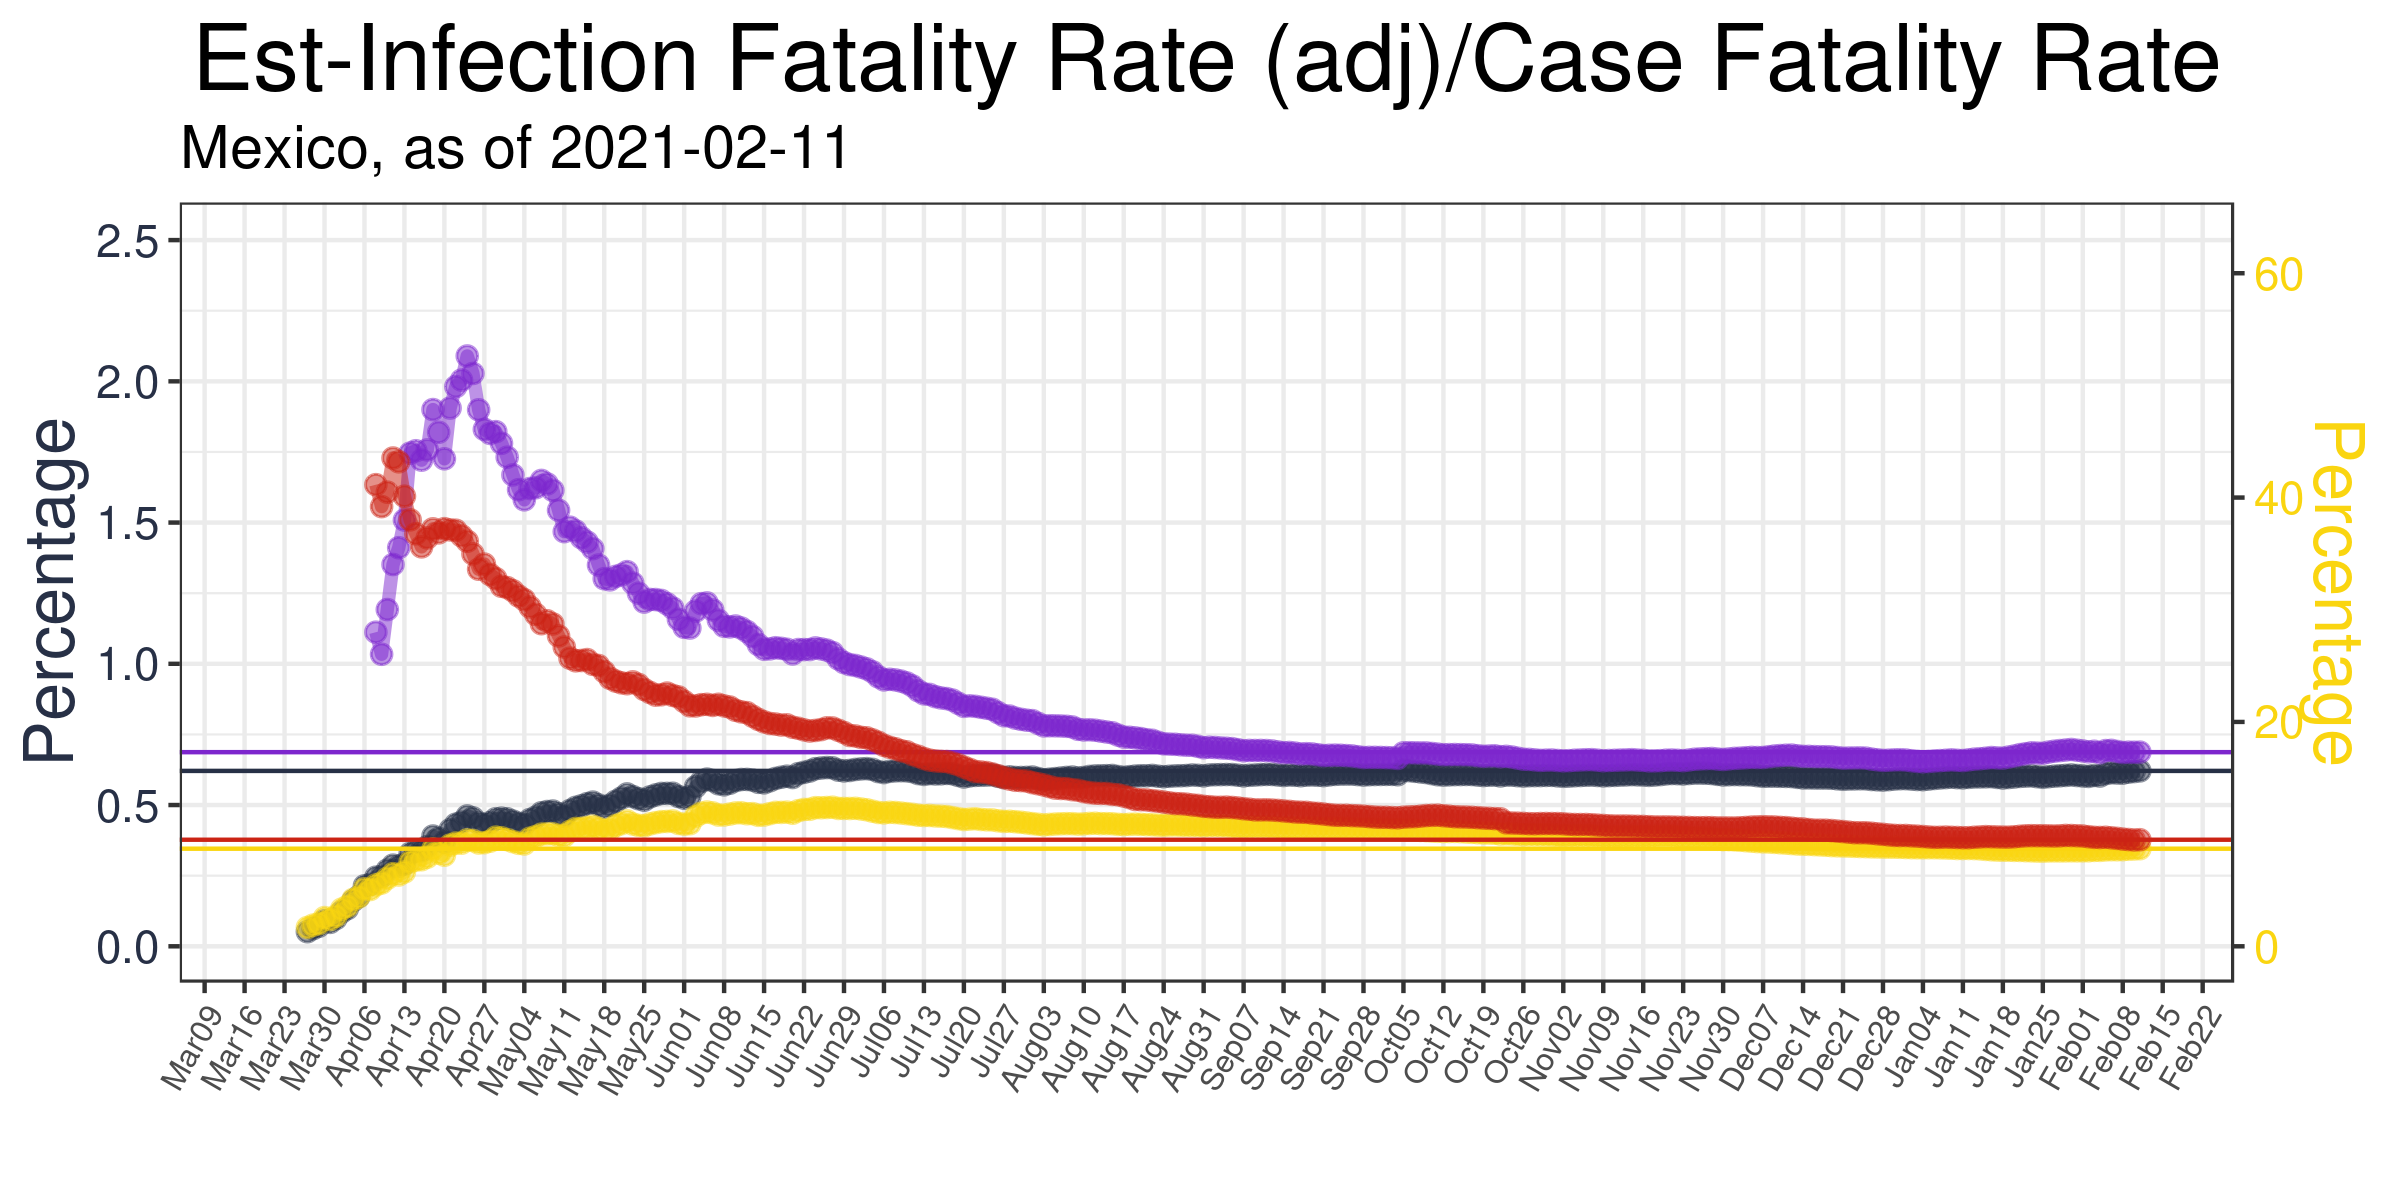 Est-Infection Fatality Rate (adj)/Case Fatality Rate
Mexico, as of 2021-02-11
Percentage
2.5
2.0
1.5
1.0
0.5
0.0
60
40
20
0
Percentage
Mar09 Mar16 Mar23 Mar30 Apr06 Apr13 Apr20 Apr27 May04 May11 May18 May25 Jun01 Jun08 Jun15 Jun22 Jun29 Jul06 Jul13 Jul20 Jul27 Aug03 Aug10 Aug17 Aug24 Aug31 Sep07 Sep14 Sep21 Sep28 Oct05 Oct12 Oct19 Oct26 Nov02 Nov09 Nov16 Nov23 Nov30 Dec07 Dec14 Dec21 Dec28 Jan04 Jan11 Jan18 Jan25 Feb01 Feb08 Feb15 Feb22